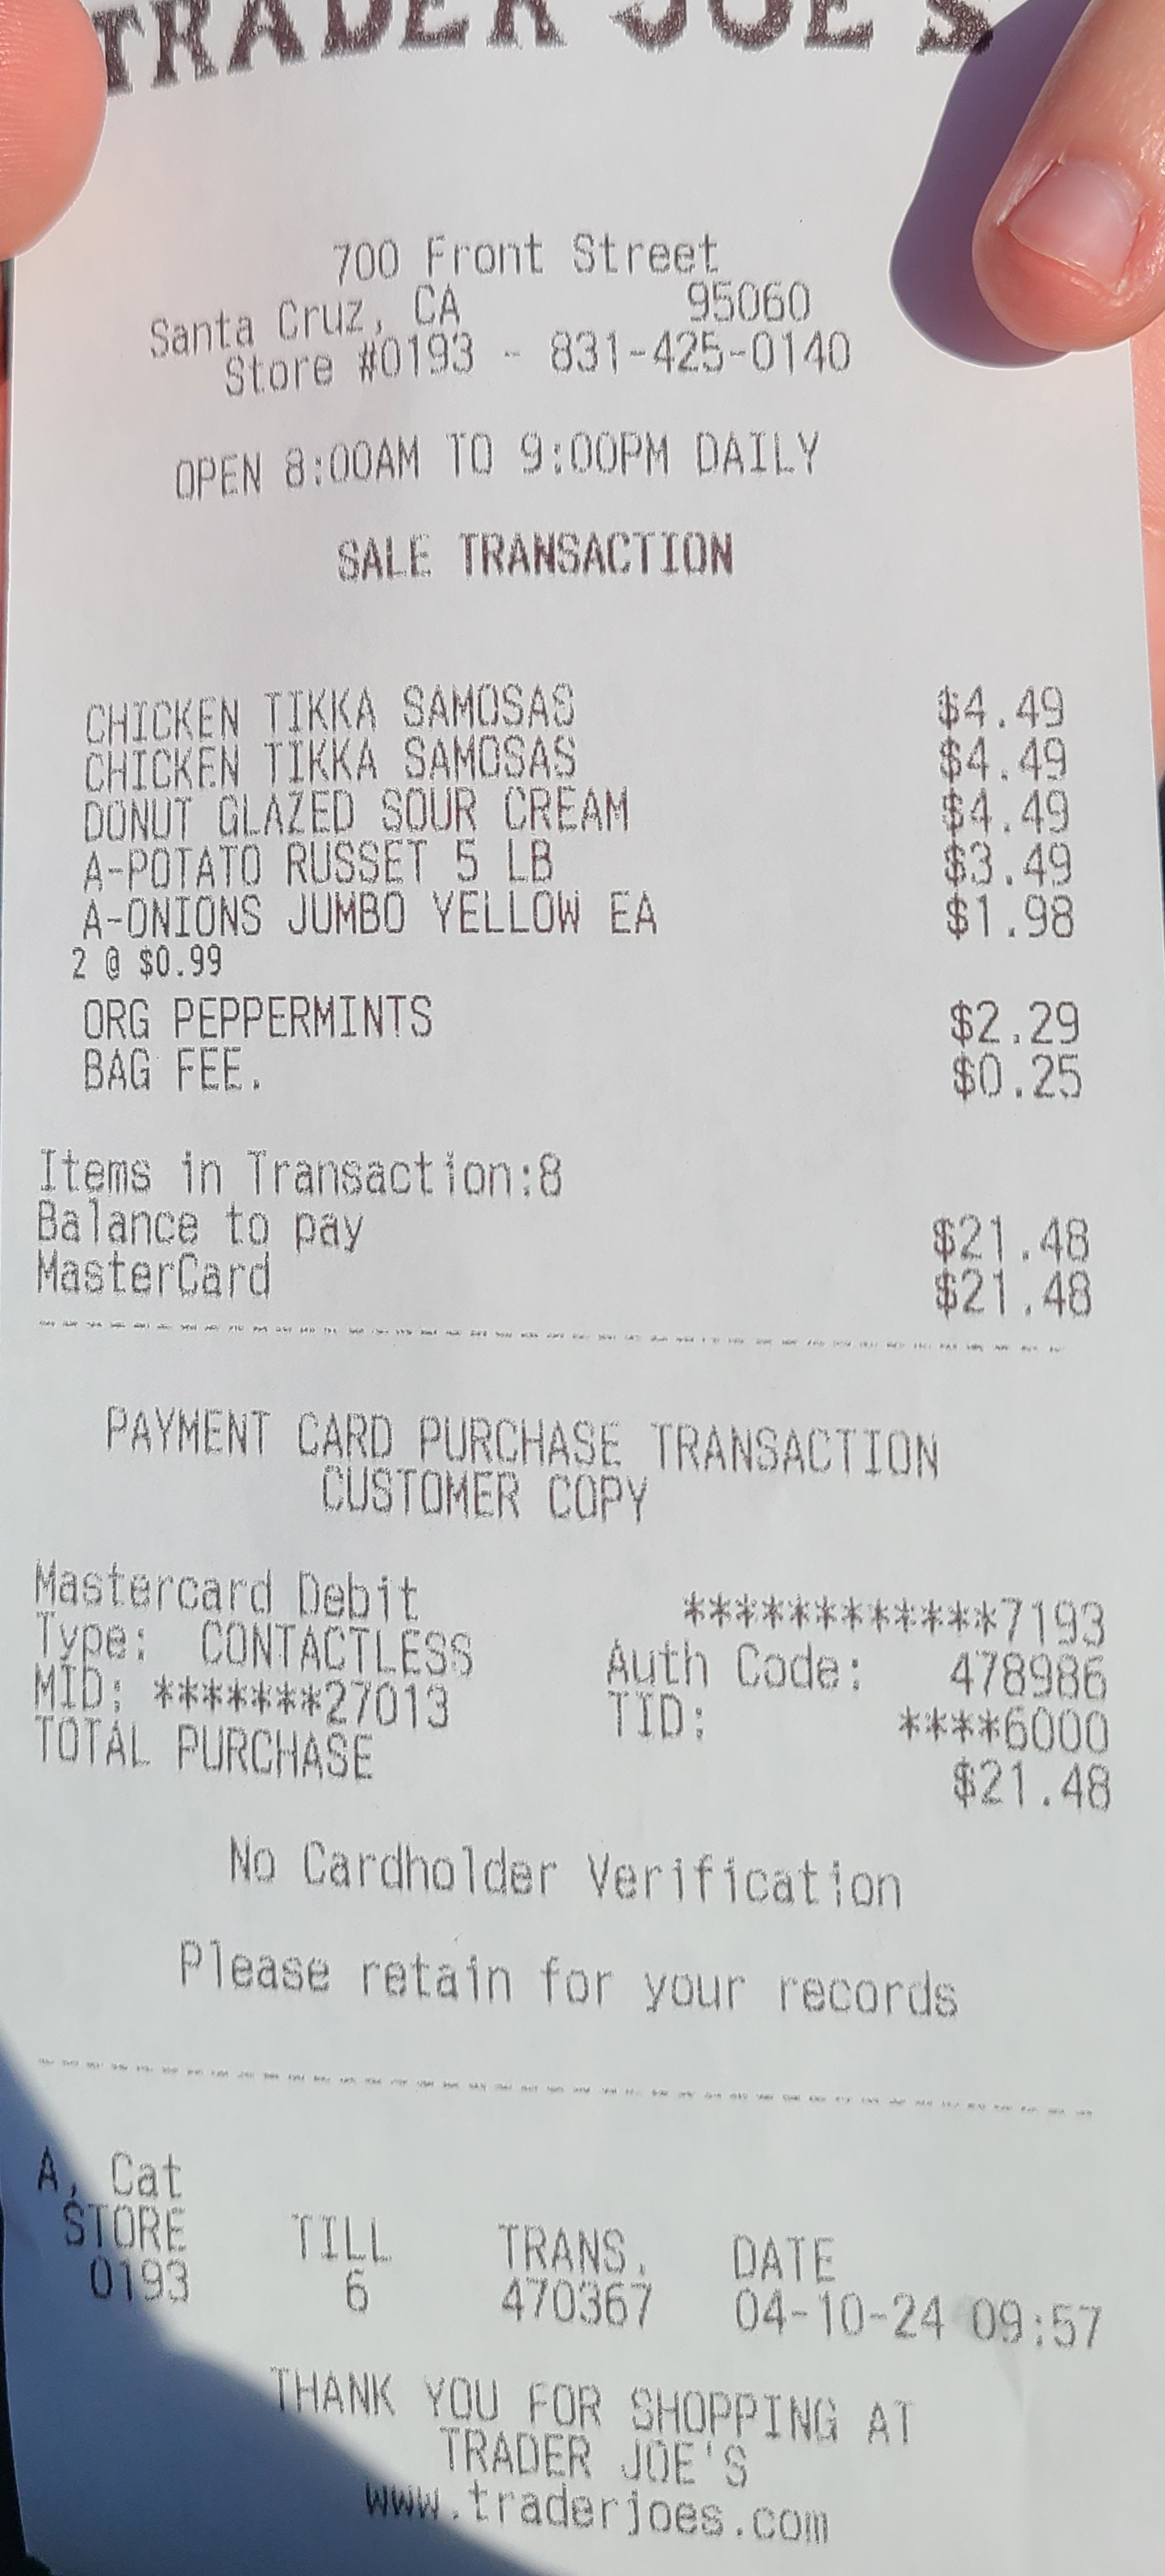 TRADER JOE'S
700 Front Street
Santa Cruz, CA 95060
Store #0193 - 831-425-0140
OPEN 8:00AM TO 9:00PM DAILY
SALE TRANSACTION
CHICKEN TIKKA SAMOSAS $4.49
CHICKEN TIKKA SAMOSAS $4.49
DONUT GLAZED SOUR CREAM $4.49
A-POTATO RUSSET 5 LB $3.49
A-ONIONS JUMBO YELLOW EA $1.98
2 @ $0.99
ORG PEPPERMINTS $2.29
BAG FEE. $0.25
Items in Transaction:8
Balance to pay $21.48
MasterCard $21.48
PAYMENT CARD PURCHASE TRANSACTION
CUSTOMER COPY
Mastercard Debit ************7193
Type: CONTACTLESS Auth Code: 478986
MID: *******27013 TID: ****6000
TOTAL PURCHASE $21.48
No Cardholder Verification
Please retain for your records
A, Cat
STORE TILL TRANS. DATE
0193 6 470367 04-10-24 09:57
THANK YOU FOR SHOPPING AT
TRADER JOE'S
www.traderjoes.com